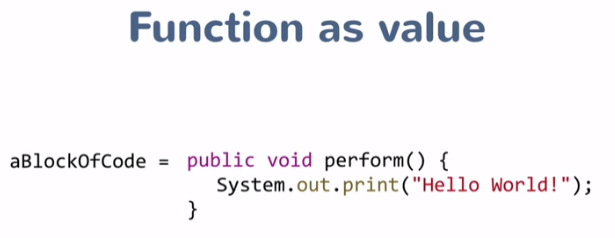 Function as value
aBlockOfCode = public void perform() {
System.out.print("Hello World!");
}